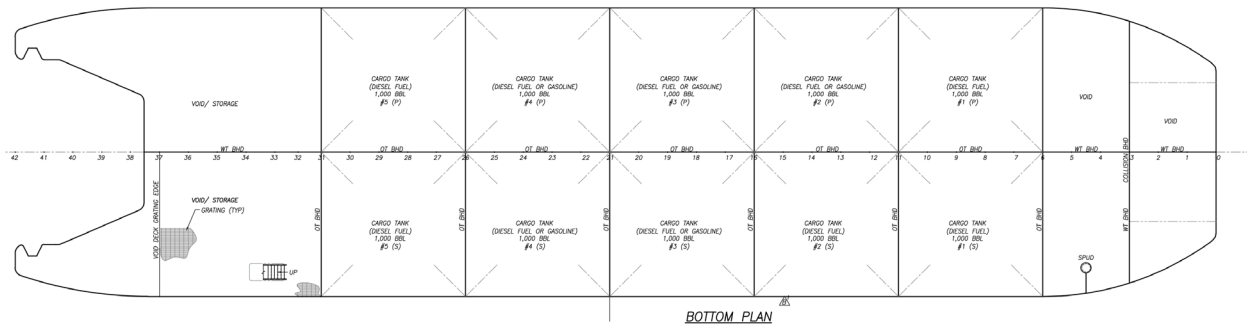 CARGO TANK
(DIESEL FUEL)
1,000 BBL
#5 (P)
CARGO TANK
(DIESEL FUEL OR GASOLINE)
1,000 BBL
#4 (P)
CARGO TANK
(DIESEL FUEL OR GASOLINE)
1,000 BBL
#3 (P)
CARGO TANK
(DIESEL FUEL OR GASOLINE)
1,000 BBL
#2 (P)
CARGO TANK
(DIESEL FUEL)
1,000 BBL
#1 (P)
VOID/ STORAGE
VOID
VOID
WT BHD
OT BHD
OT BHD
OT BHD
OT BHD
OT BHD
WT BHD
WT BHD
42 41 40 39 38 37 36 35 34 33 32 31 30 29 28 27 26 25 24 23 22 21 20 19 18 17 16 15 14 13 12 11 10 9 8 7 6 5 4 3 2 1 0
COLLISION BHD
VOID DECK GRATING EDGE
VOID/ STORAGE
GRATING (TYP)
OT BHD
OT BHD
OT BHD
OT BHD
OT BHD
WT BHD
CARGO TANK
(DIESEL FUEL)
1,000 BBL
#5 (S)
CARGO TANK
(DIESEL FUEL OR GASOLINE)
1,000 BBL
#4 (S)
CARGO TANK
(DIESEL FUEL OR GASOLINE)
1,000 BBL
#3 (S)
CARGO TANK
(DIESEL FUEL)
1,000 BBL
#2 (S)
CARGO TANK
(DIESEL FUEL)
1,000 BBL
#1 (S)
UP
SPUD
BOTTOM PLAN